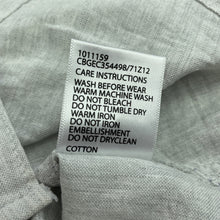 1011159
CBGEC354498/71Z12
CARE INSTRUCTIONS
WASH BEFORE WEAR
WARM MACHINE WASH
DO NOT BLEACH
DO NOT TUMBLE DRY
WARM IRON
DO NOT IRON
EMBELLISHMENT
DO NOT DRYCLEAN
COTTON